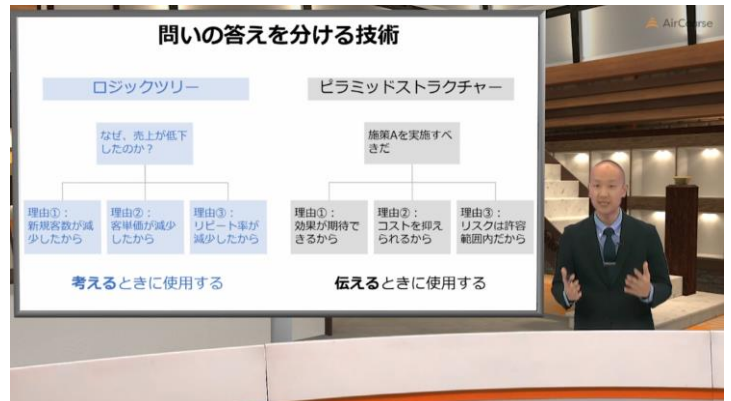 AirCourse
問いの答えを分ける技術
ロジックツリー
なぜ、売上が低下
したのか？
理由①：
新規客数が減
少したから
理由②：
客単価が減少
したから
理由③：
リピート率が
減少したから
考えるときに使用する
ピラミッドストラクチャー
施策Aを実施すべ
きだ
理由①：
効果が期待で
きるから
理由②：
コストを抑え
られるから
理由③：
リスクは許容
範囲内だから
伝えるときに使用する